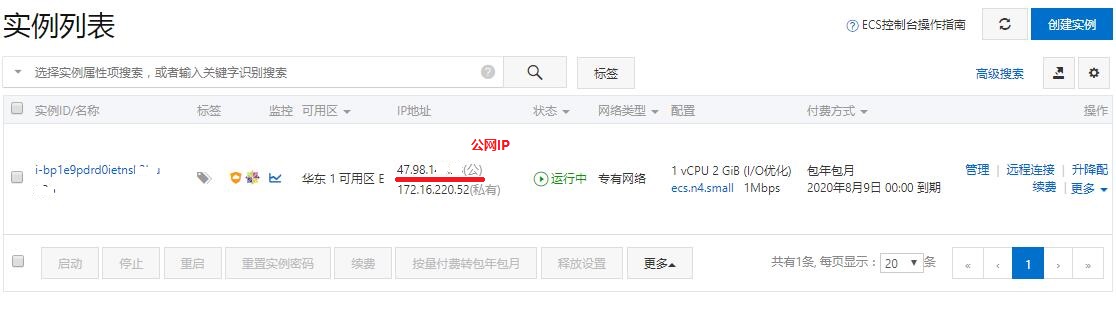 实例列表
ECS控制台操作指南 创建实例
选择实例属性项搜索，或者输入关键字识别搜索 标签 高级搜索
实例ID/名称 标签 监控 可用区 IP地址 状态 网络类型 配置 付费方式 操作
公网IP
i-bp1e9pdrd0ietnsl
47.98.1 (公)
172.16.220.52(私有)
华东 1 可用区 E
运行中 专有网络
1 vCPU 2 GiB (I/O优化)
ecs.n4.small 1Mbps
包年包月
2020年8月9日 00:00 到期
管理 | 远程连接 | 升降配
续费 | 更多
启动 停止 重启 重置实例密码 续费 按量付费转包年包月 释放设置 更多 共有1条, 每页显示：20 条 « ‹ 1 › »